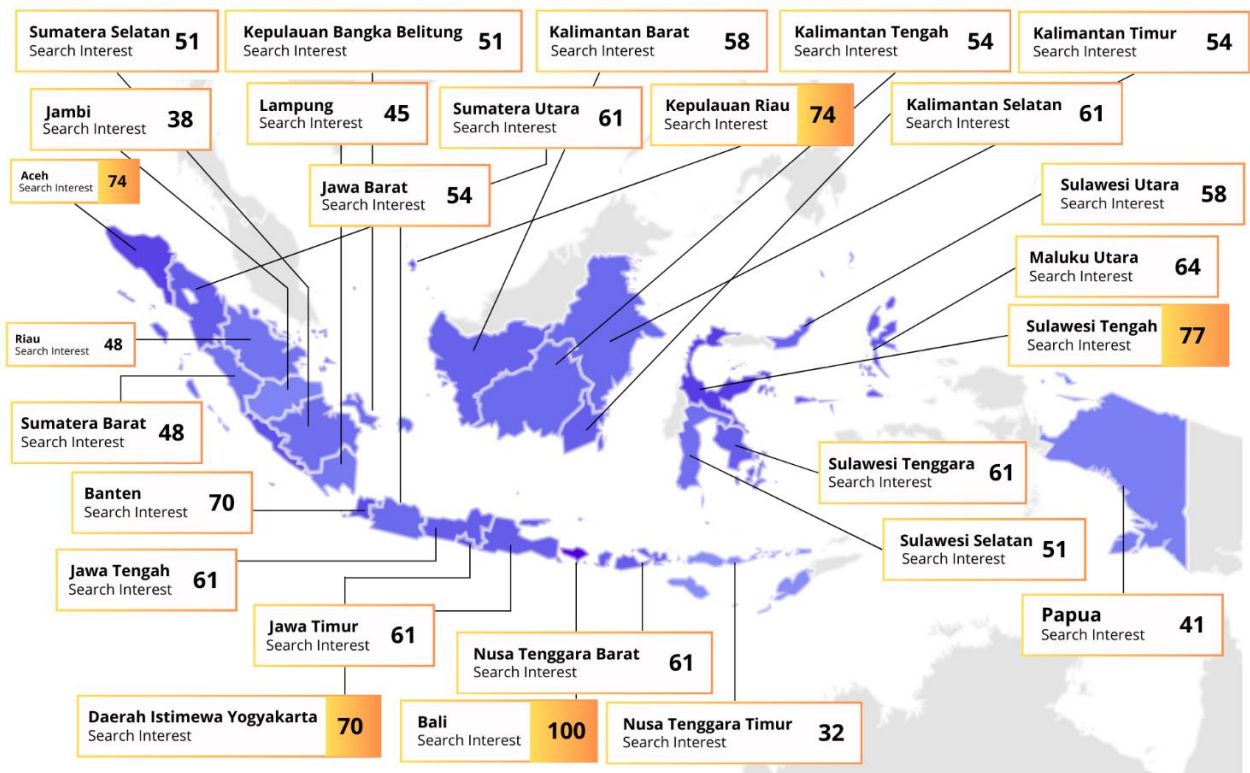 Sumatera Selatan
Search Interest
51
Kepulauan Bangka Belitung
Search Interest
51
Kalimantan Barat
Search Interest
58
Kalimantan Tengah
Search Interest
54
Kalimantan Timur
Search Interest
54
Jambi
Search Interest
38
Lampung
Search Interest
45
Sumatera Utara
Search Interest
61
Kepulauan Riau
Search Interest
74
Kalimantan Selatan
Search Interest
61
Aceh
Search Interest
74
Jawa Barat
Search Interest
54
Sulawesi Utara
Search Interest
58
Maluku Utara
Search Interest
64
Sulawesi Tengah
Search Interest
77
Riau
Search Interest
48
Sumatera Barat
Search Interest
48
Sulawesi Tenggara
Search Interest
61
Banten
Search Interest
70
Sulawesi Selatan
Search Interest
51
Jawa Tengah
Search Interest
61
Jawa Timur
Search Interest
61
Papua
Search Interest
41
Nusa Tenggara Barat
Search Interest
61
Daerah Istimewa Yogyakarta
Search Interest
70
Bali
Search Interest
100
Nusa Tenggara Timur
Search Interest
32